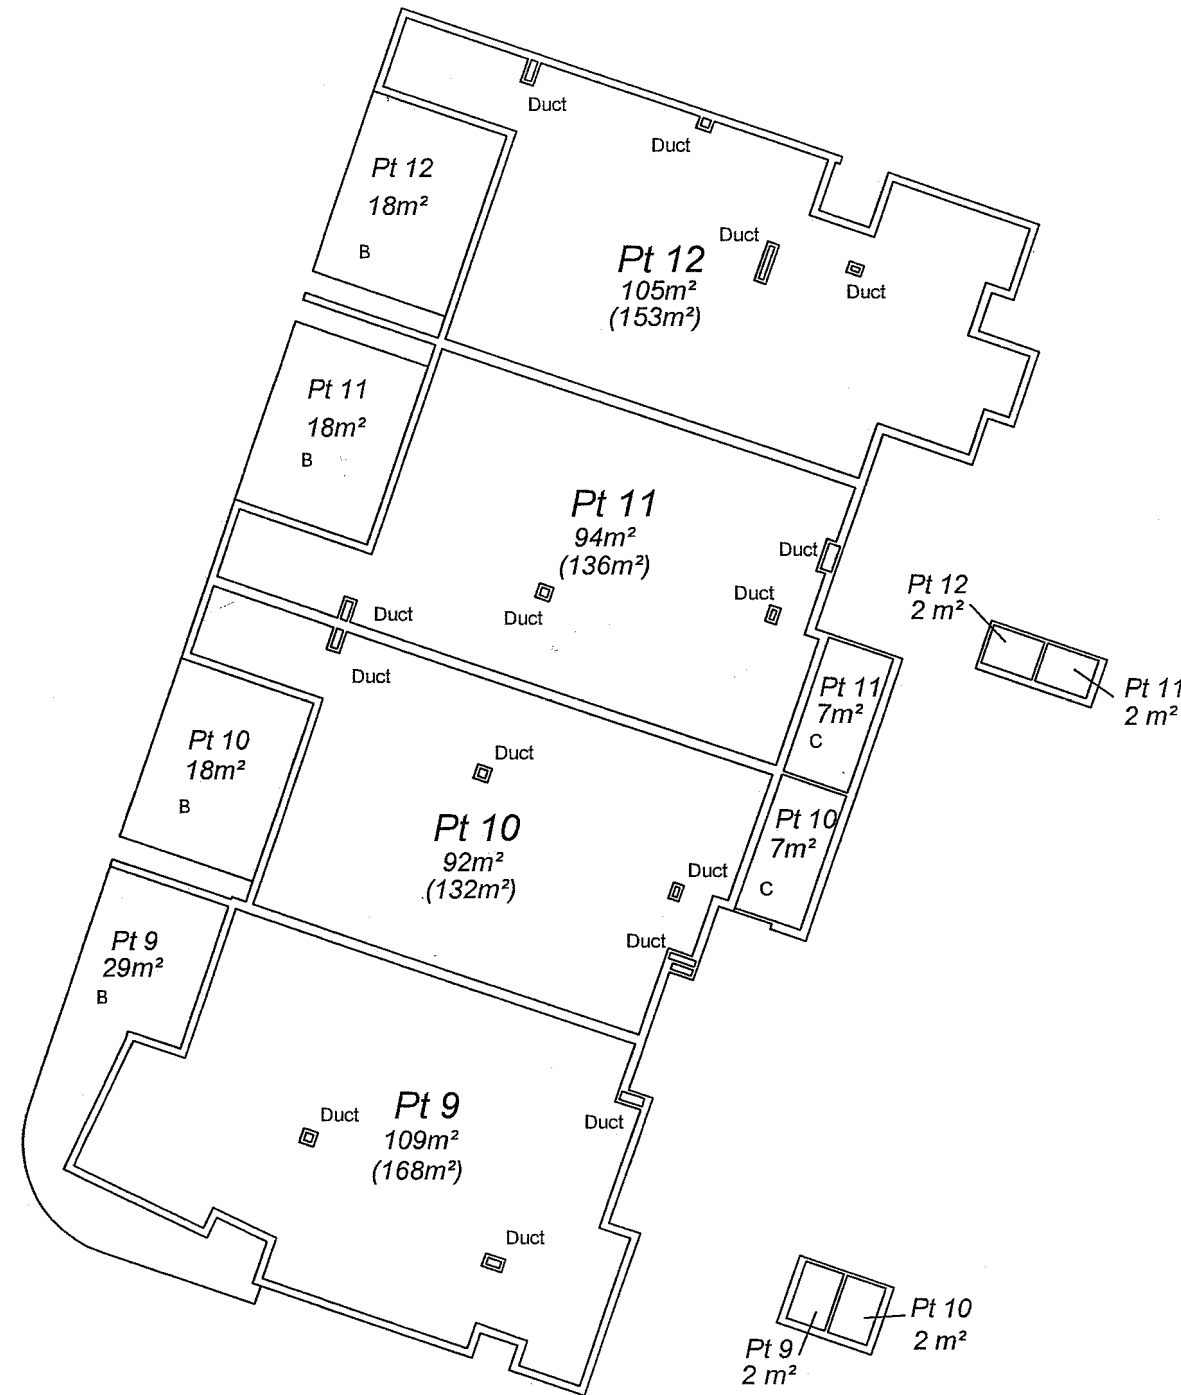 Duct
Duct
Pt 12
18m²
B
Duct
Pt 12
105m²
(153m²)
Duct
Pt 11
18m²
B
Pt 11
94m²
(136m²)
Duct
Duct
Duct
Duct
Duct
Pt 12
2 m²
Pt 11
2 m²
Pt 11
7m²
C
Pt 10
18m²
B
Duct
Pt 10
92m²
(132m²)
Pt 10
7m²
C
Duct
Duct
Pt 9
29m²
B
Pt 9
109m²
(168m²)
Duct
Duct
Duct
Pt 10
2 m²
Pt 9
2 m²